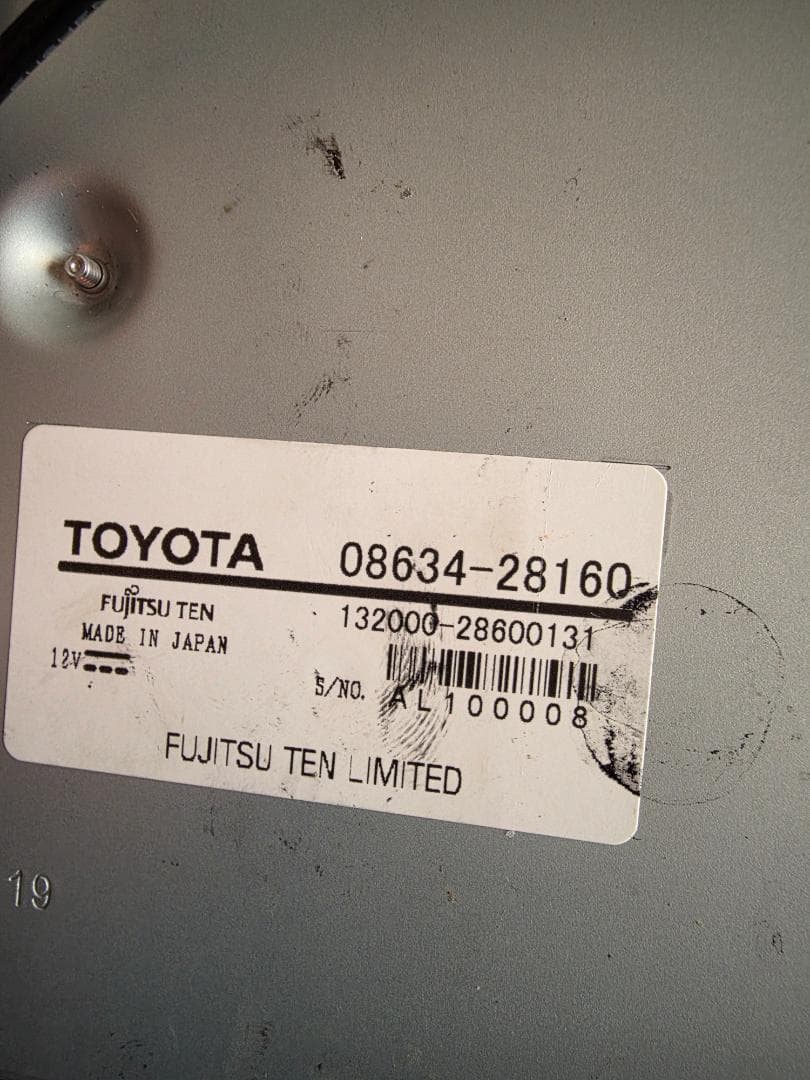 TOYOTA 08634-28160
FUJITSU TEN 132000-28600131
MADE IN JAPAN
12V
S/NO. AL100008
FUJITSU TEN LIMITED
19